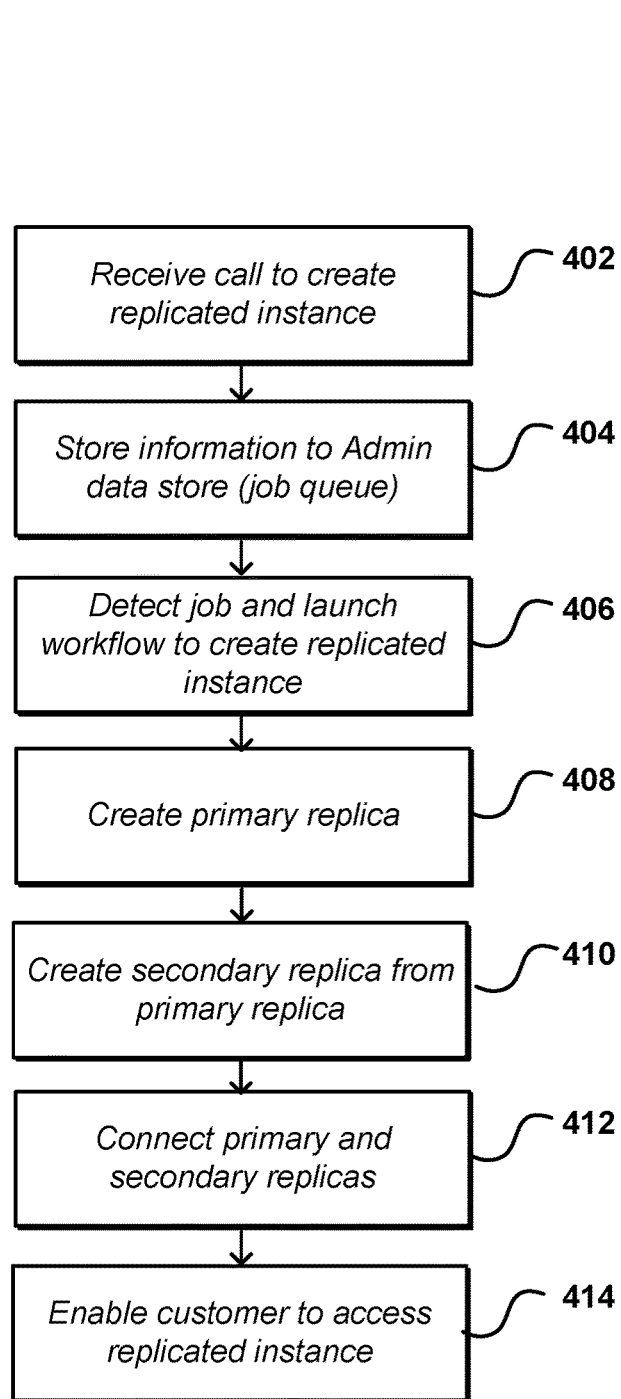 Receive call to create
replicated instance
402
Store information to Admin
data store (job queue)
404
Detect job and launch
workflow to create replicated
instance
406
Create primary replica
408
Create secondary replica from
primary replica
410
Connect primary and
secondary replicas
412
Enable customer to access
replicated instance
414